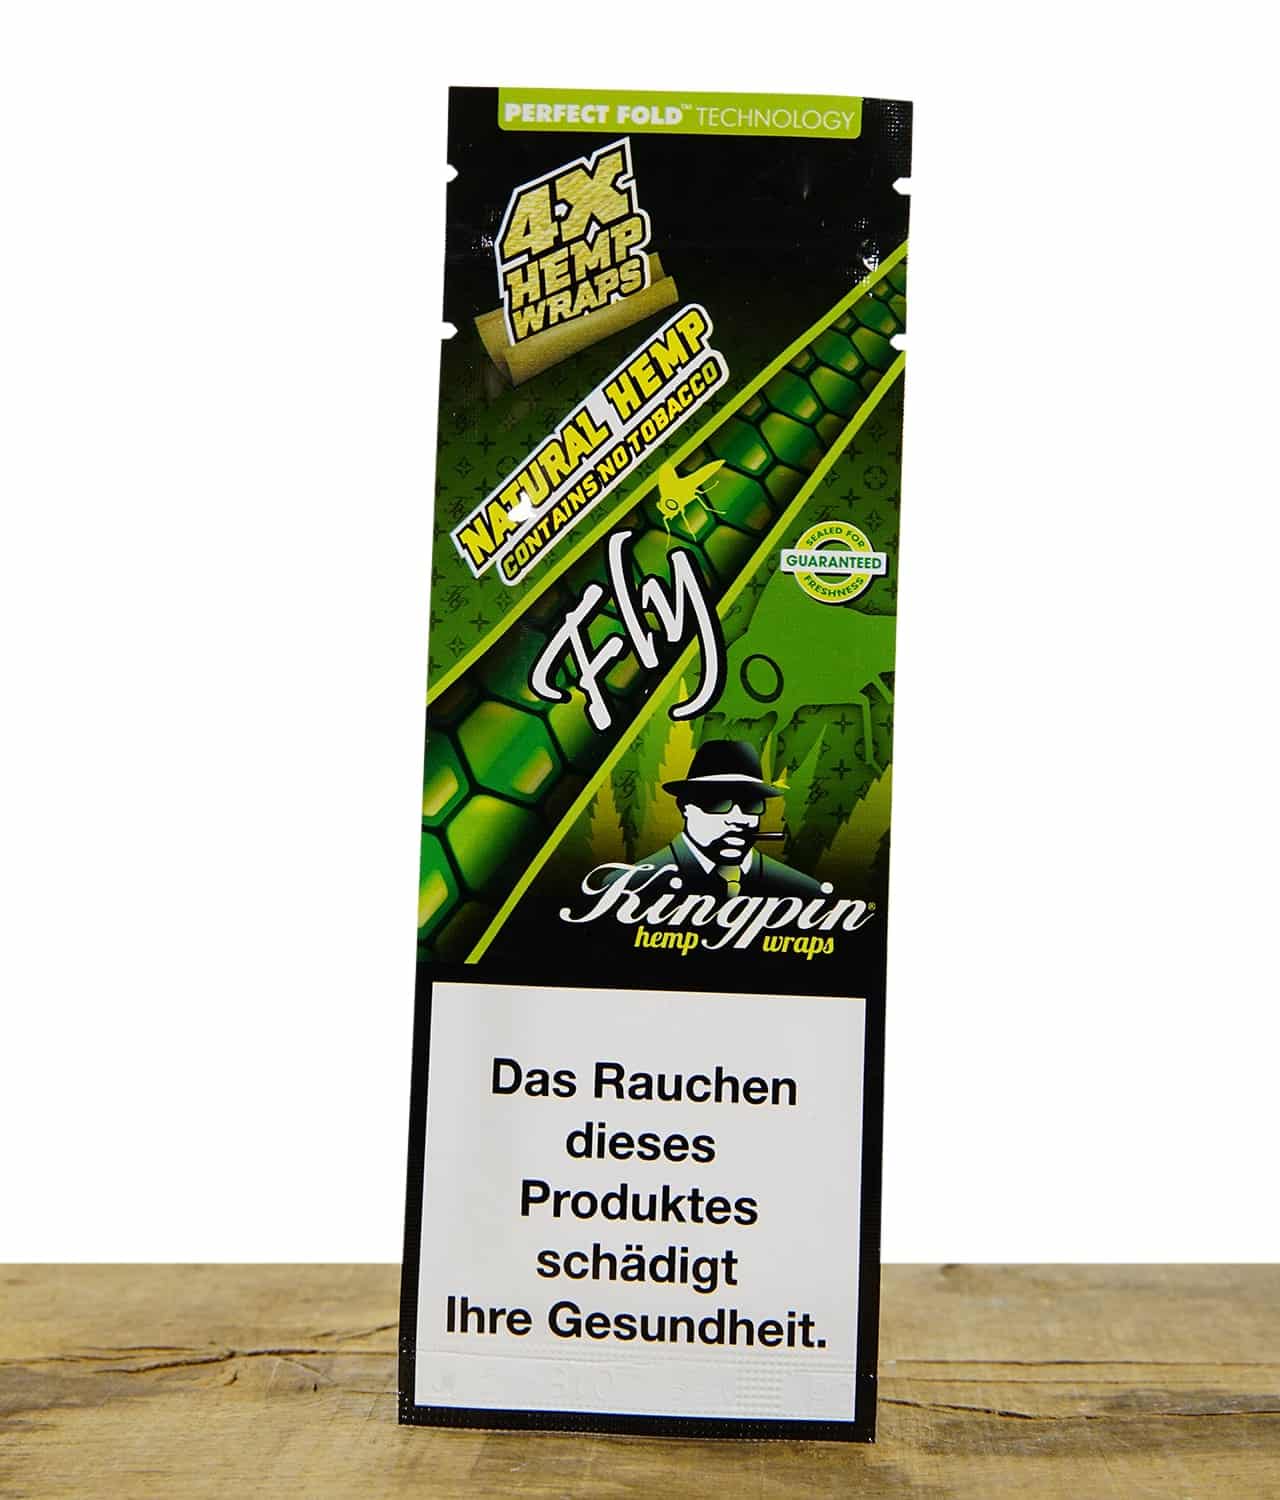 PERFECT FOLD™ TECHNOLOGY
4X
HEMP
WRAPS
NATURAL HEMP
CONTAINS NO TOBACCO
Fly
SEALED FOR
GUARANTEED
FRESHNESS
Kingpin®
hemp wraps
Das Rauchen
dieses
Produktes
schädigt
Ihre Gesundheit.